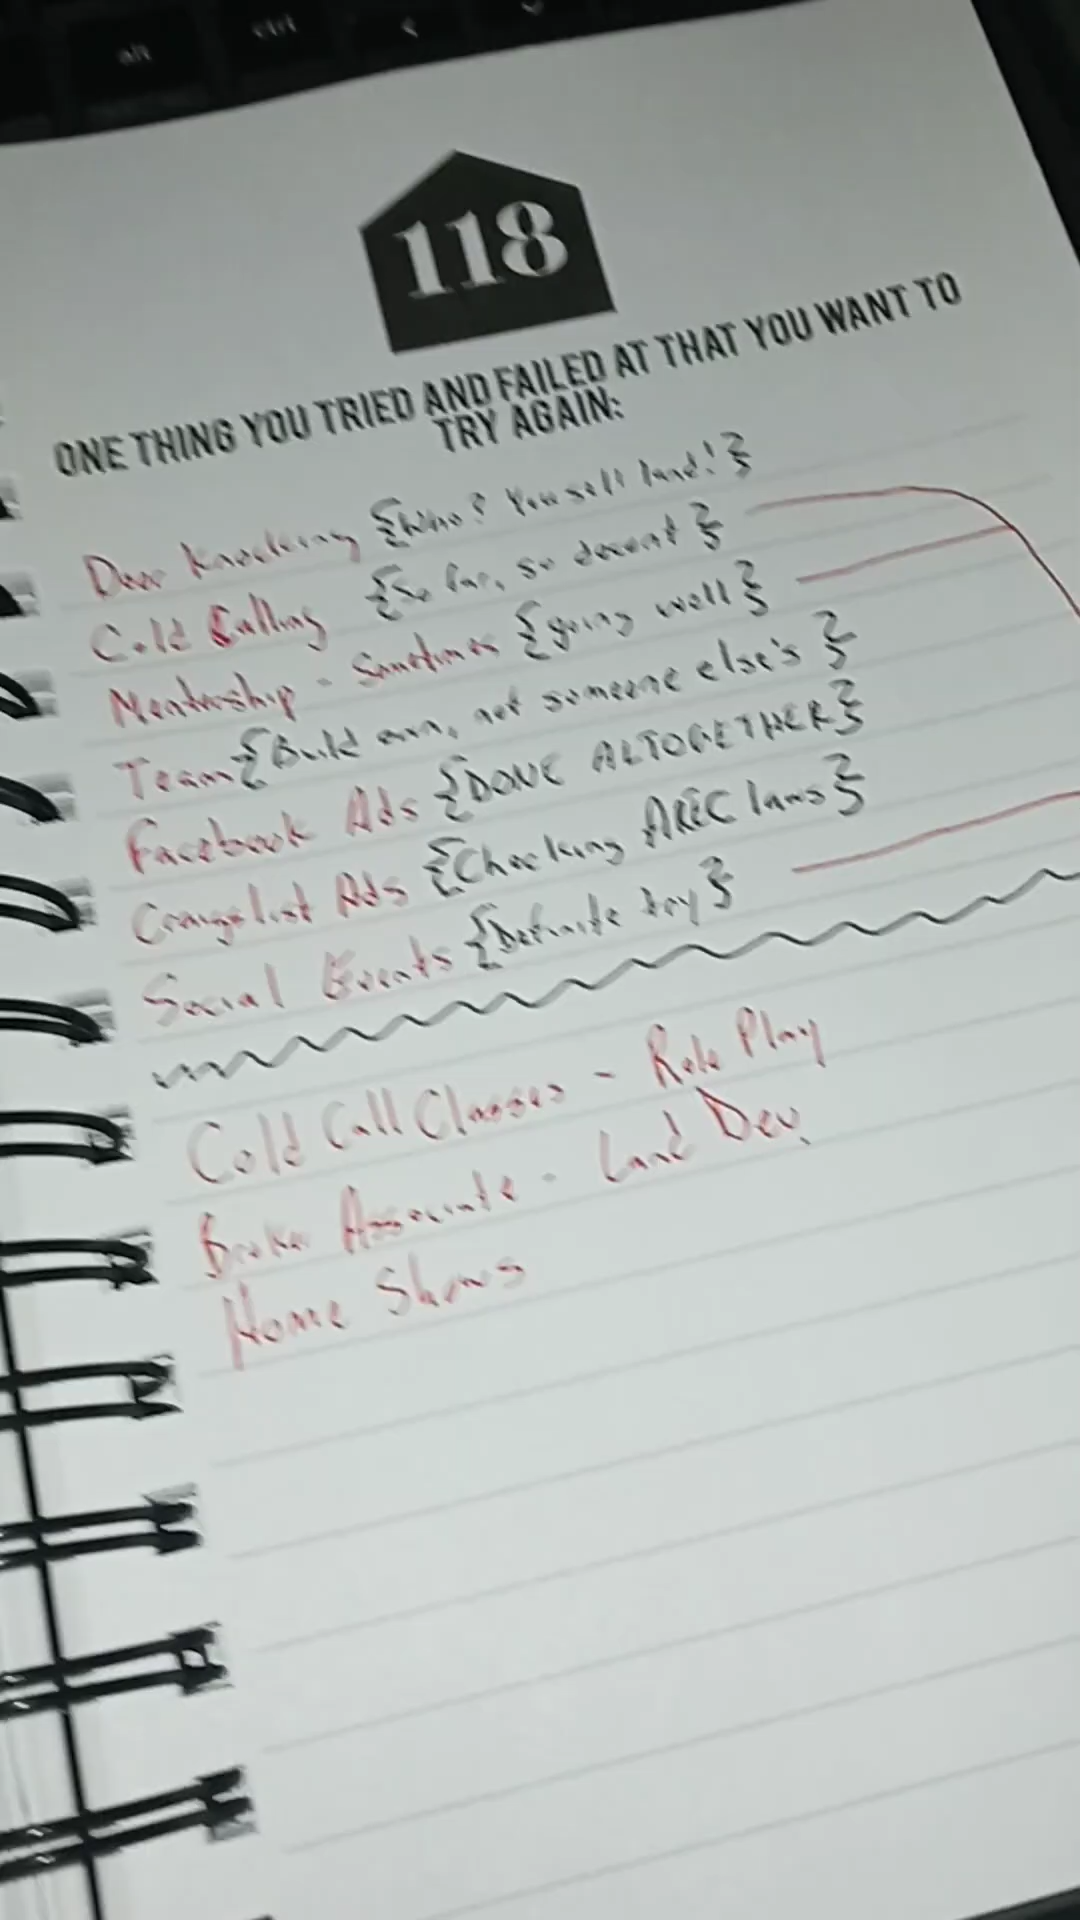 alt
ctrl
118
ONE THING YOU TRIED AND FAILED AT THAT YOU WANT TO
TRY AGAIN:
Door Knocking {Who? You sell land!}
Cold Calling {So far, so decent}
Mentorship - Sometimes {going well}
Team {Build own, not someone else's}
Facebook Ads {DONE ALTOGETHER}
Craigslist Ads {Checking AREC laws}
Social Events {Definite try}
Cold Call Classes - Role Play
Broker Associate - Land Dev.
Home Shows